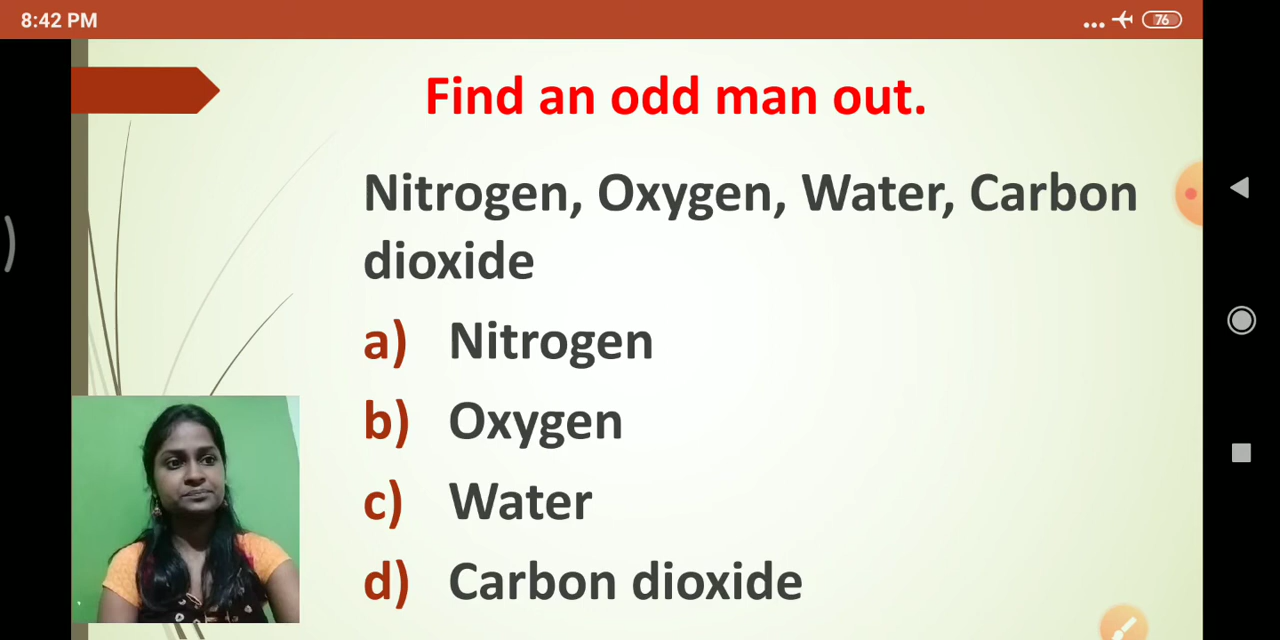 8:42 PM
76
Find an odd man out.
Nitrogen, Oxygen, Water, Carbon
dioxide
a) Nitrogen
b) Oxygen
c) Water
d) Carbon dioxide